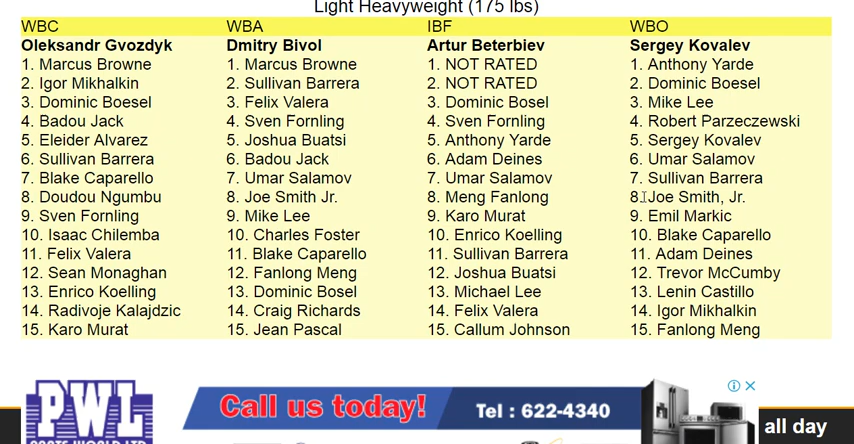 Light Heavyweight (175 lbs)
WBC WBA IBF WBO
Oleksandr Gvozdyk Dmitry Bivol Artur Beterbiev Sergey Kovalev
1. Marcus Browne 1. Marcus Browne 1. NOT RATED 1. Anthony Yarde
2. Igor Mikhalkin 2. Sullivan Barrera 2. NOT RATED 2. Dominic Boesel
3. Dominic Boesel 3. Felix Valera 3. Dominic Bosel 3. Mike Lee
4. Badou Jack 4. Sven Fornling 4. Sven Fornling 4. Robert Parzeczewski
5. Eleider Alvarez 5. Joshua Buatsi 5. Anthony Yarde 5. Sergey Kovalev
6. Sullivan Barrera 6. Badou Jack 6. Adam Deines 6. Umar Salamov
7. Blake Caparello 7. Umar Salamov 7. Umar Salamov 7. Sullivan Barrera
8. Doudou Ngumbu 8. Joe Smith Jr. 8. Meng Fanlong 8. Joe Smith, Jr.
9. Sven Fornling 9. Mike Lee 9. Karo Murat 9. Emil Markic
10. Isaac Chilemba 10. Charles Foster 10. Enrico Koelling 10. Blake Caparello
11. Felix Valera 11. Blake Caparello 11. Sullivan Barrera 11. Adam Deines
12. Sean Monaghan 12. Fanlong Meng 12. Joshua Buatsi 12. Trevor McCumby
13. Enrico Koelling 13. Dominic Bosel 13. Michael Lee 13. Lenin Castillo
14. Radivoje Kalajdzic 14. Craig Richards 14. Felix Valera 14. Igor Mikhalkin
15. Karo Murat 15. Jean Pascal 15. Callum Johnson 15. Fanlong Meng
PWL
Call us today! Tel : 622-4340
all day